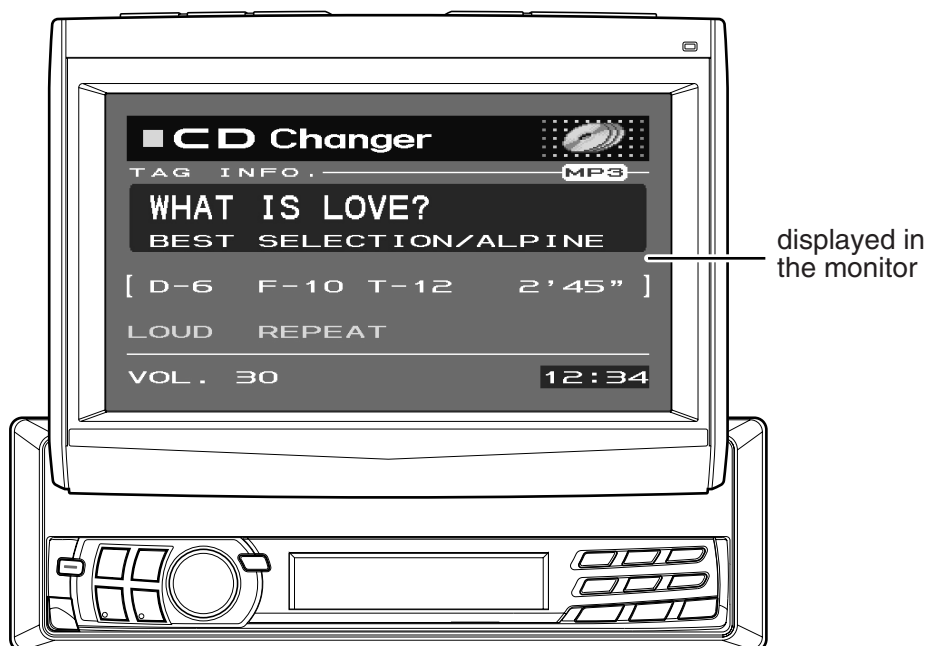 CD Changer
TAG INFO. MP3
WHAT IS LOVE?
BEST SELECTION/ALPINE
[ D-6 F-10 T-12 2'45" ]
LOUD REPEAT
VOL. 30 12:34
displayed in
the monitor